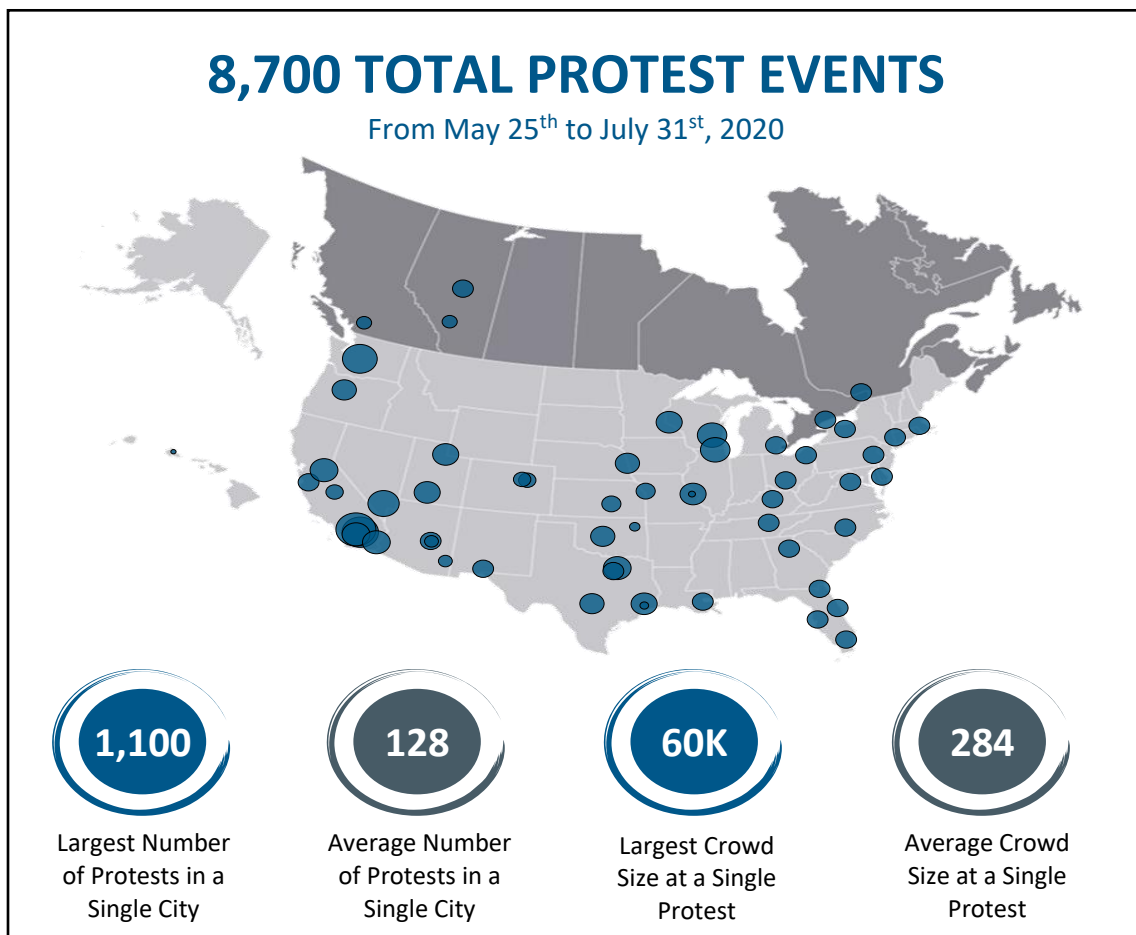 8,700 TOTAL PROTEST EVENTS
From May 25th to July 31st, 2020
1,100
Largest Number
of Protests in a
Single City
128
Average Number
of Protests in a
Single City
60K
Largest Crowd
Size at a Single
Protest
284
Average Crowd
Size at a Single
Protest